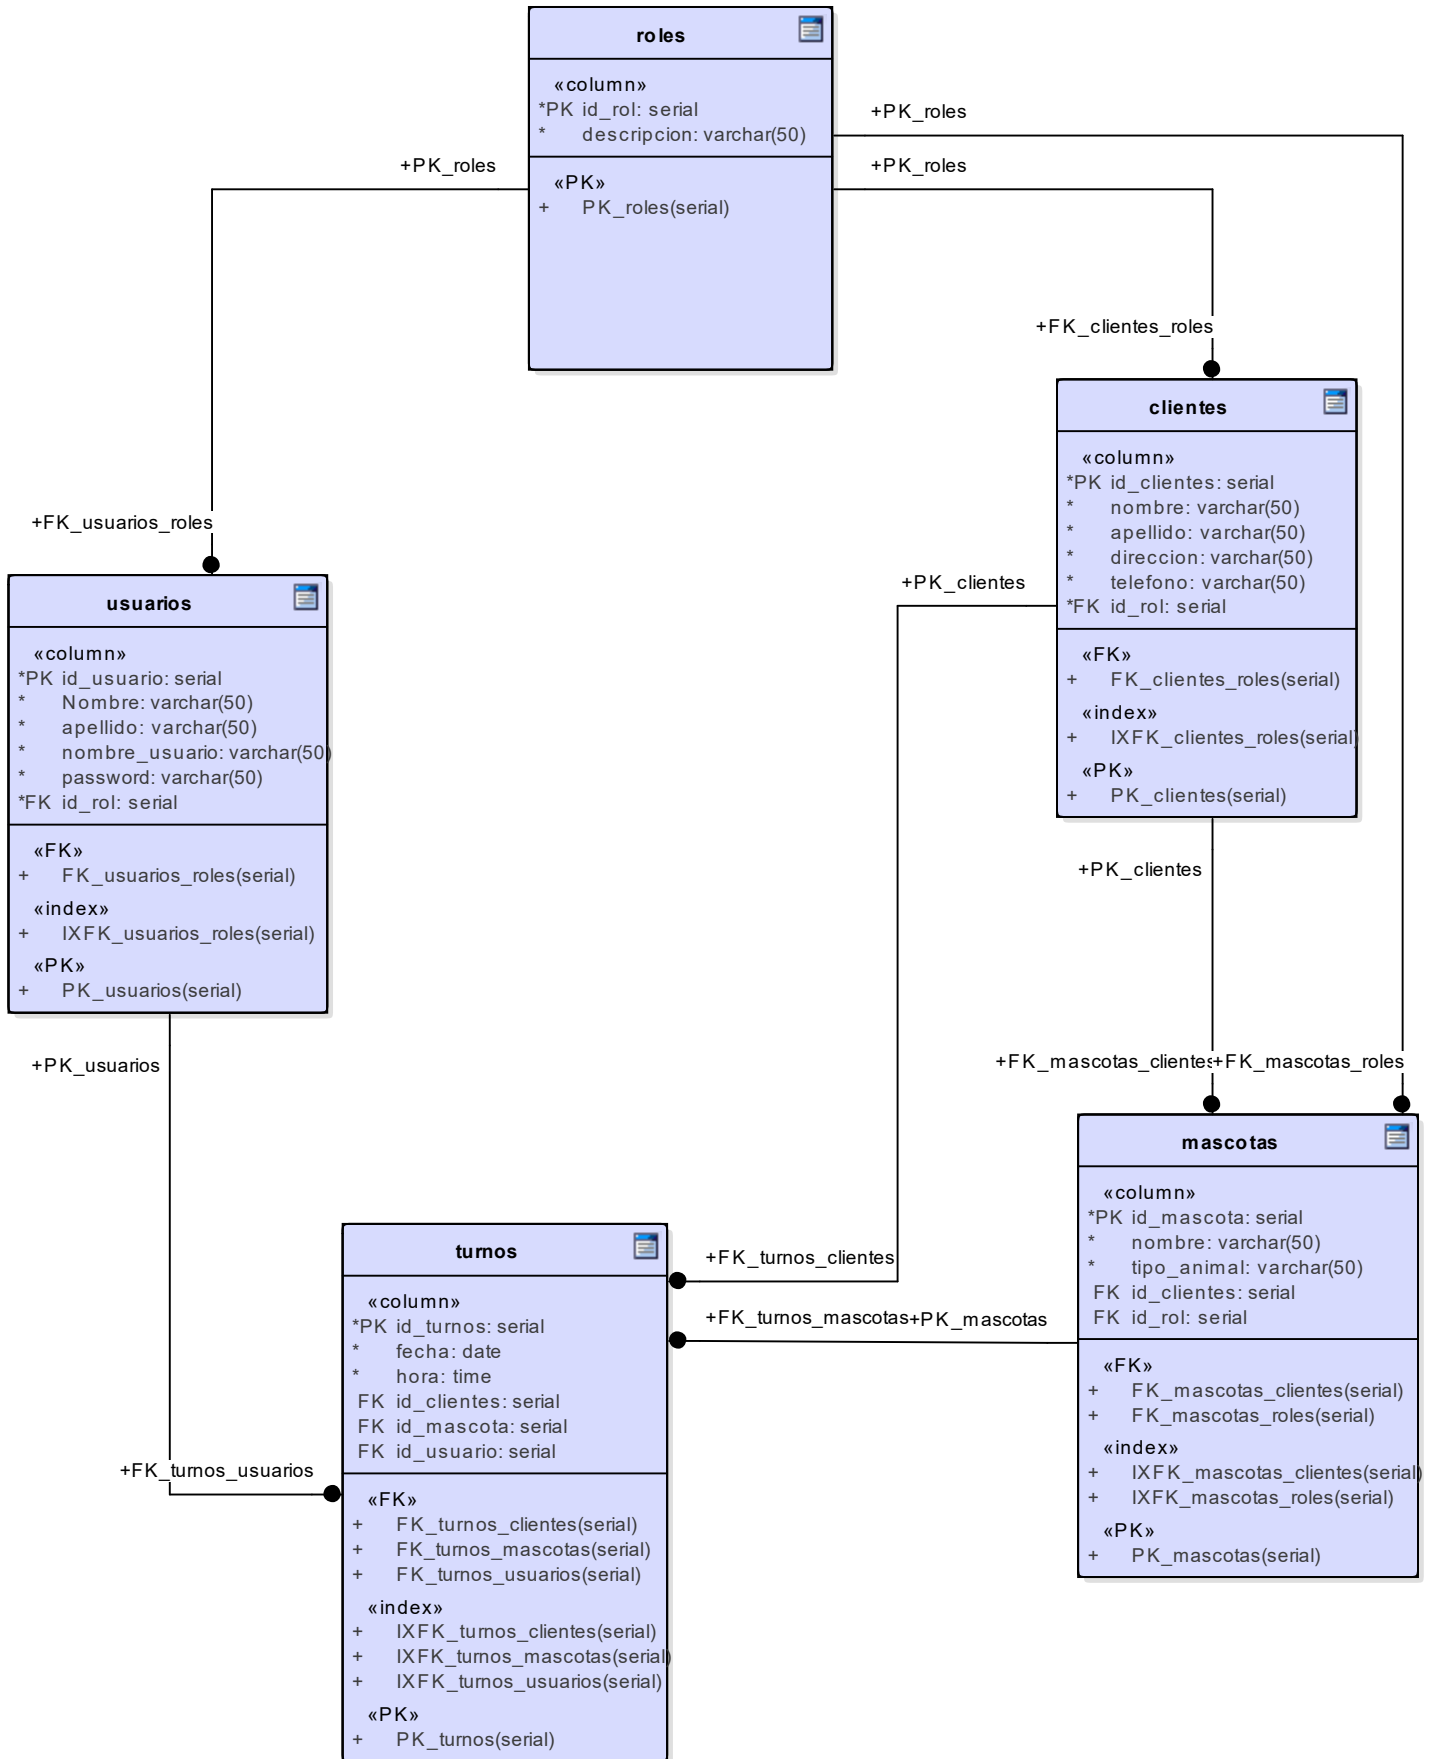 roles
«column»
*PK id_rol: serial
* descripcion: varchar(50)
«PK»
+ PK_roles(serial)
+PK_roles
+PK_roles
+PK_roles
+FK_clientes_roles
+FK_usuarios_roles
clientes
«column»
*PK id_clientes: serial
* nombre: varchar(50)
* apellido: varchar(50)
* direccion: varchar(50)
* telefono: varchar(50)
*FK id_rol: serial
«FK»
+ FK_clientes_roles(serial)
«index»
+ IXFK_clientes_roles(serial)
«PK»
+ PK_clientes(serial)
+PK_clientes
+PK_clientes
usuarios
«column»
*PK id_usuario: serial
* Nombre: varchar(50)
* apellido: varchar(50)
* nombre_usuario: varchar(50)
* password: varchar(50)
*FK id_rol: serial
«FK»
+ FK_usuarios_roles(serial)
«index»
+ IXFK_usuarios_roles(serial)
«PK»
+ PK_usuarios(serial)
+PK_usuarios
+FK_mascotas_clientes
+FK_mascotas_roles
mascotas
«column»
*PK id_mascota: serial
* nombre: varchar(50)
* tipo_animal: varchar(50)
FK id_clientes: serial
FK id_rol: serial
«FK»
+ FK_mascotas_clientes(serial)
+ FK_mascotas_roles(serial)
«index»
+ IXFK_mascotas_clientes(serial)
+ IXFK_mascotas_roles(serial)
«PK»
+ PK_mascotas(serial)
+FK_turnos_clientes
+FK_turnos_mascotas
+PK_mascotas
+FK_turnos_usuarios
turnos
«column»
*PK id_turnos: serial
* fecha: date
* hora: time
FK id_clientes: serial
FK id_mascota: serial
FK id_usuario: serial
«FK»
+ FK_turnos_clientes(serial)
+ FK_turnos_mascotas(serial)
+ FK_turnos_usuarios(serial)
«index»
+ IXFK_turnos_clientes(serial)
+ IXFK_turnos_mascotas(serial)
+ IXFK_turnos_usuarios(serial)
«PK»
+ PK_turnos(serial)